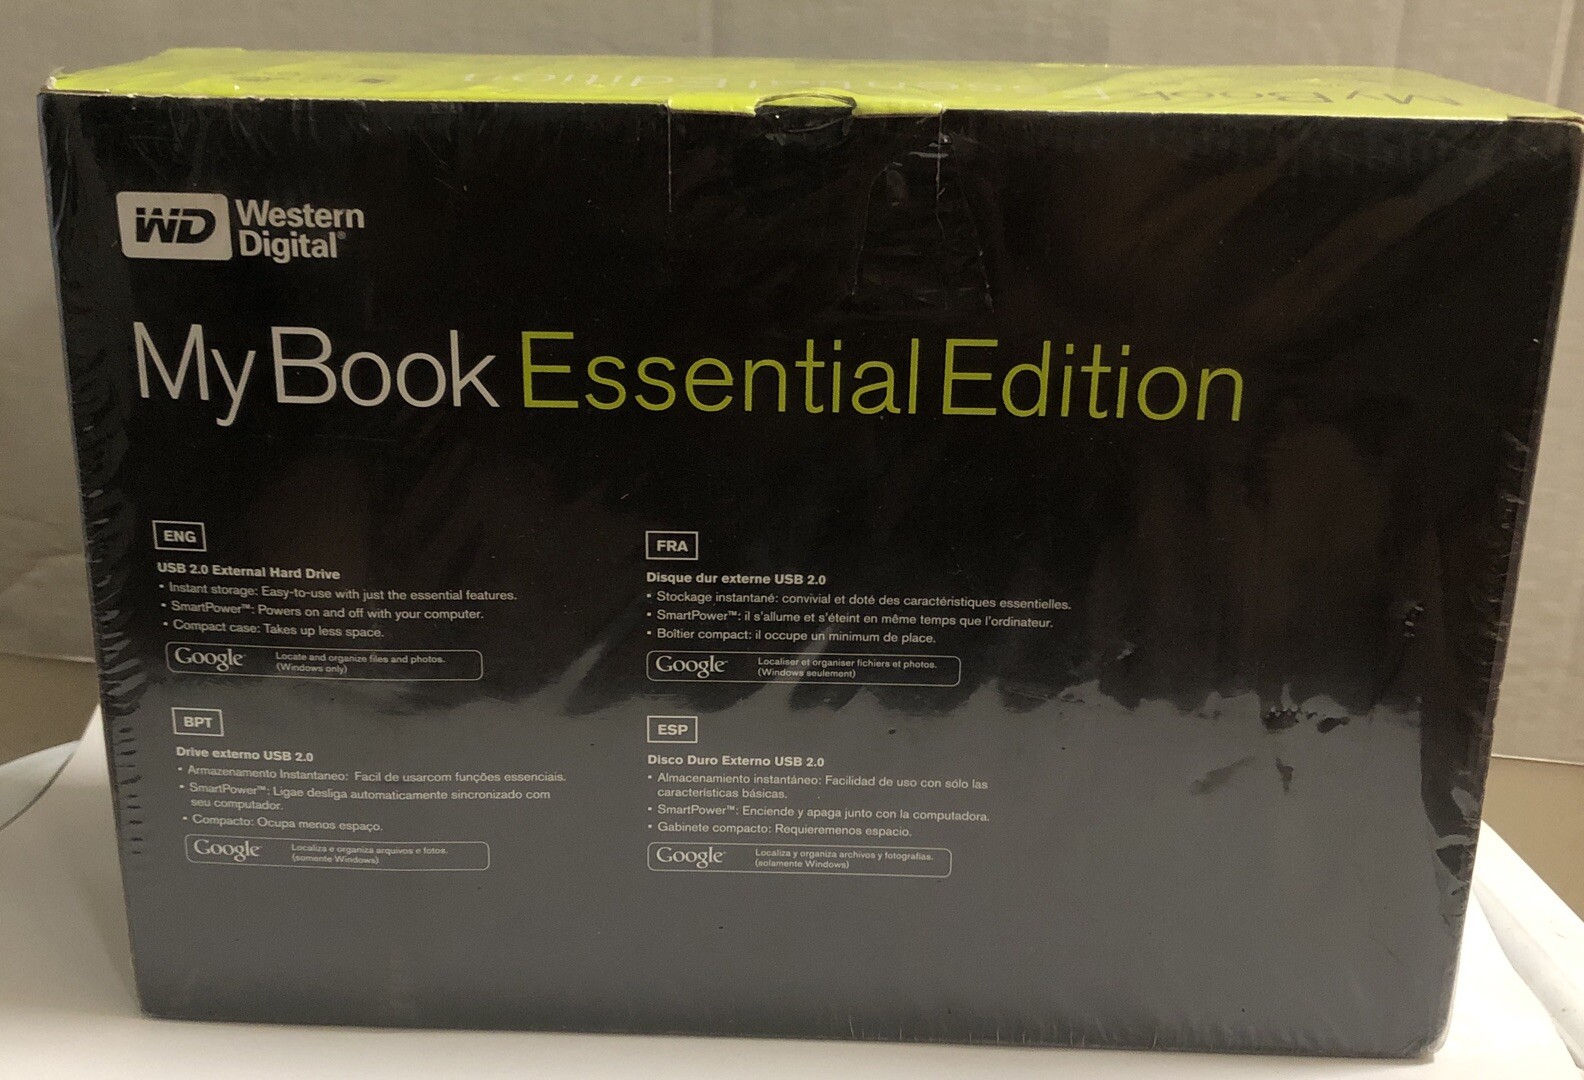 Essential Edition
MyBook
WD Western
Digital®
My Book Essential Edition
ENG
USB 2.0 External Hard Drive
• Instant storage: Easy-to-use with just the essential features.
• SmartPower™: Powers on and off with your computer.
• Compact case: Takes up less space.
Google™ Locate and organize files and photos.
(Windows only)
FRA
Disque dur externe USB 2.0
• Stockage instantané: convivial et doté des caractéristiques essentielles.
• SmartPower™: il s'allume et s'éteint en même temps que l'ordinateur.
• Boîtier compact: il occupe un minimum de place.
Google™ Localiser et organiser fichiers et photos.
(Windows seulement)
BPT
Drive externo USB 2.0
• Armazenamento Instantaneo: Facil de usarcom funções essenciais.
• SmartPower™: Ligae desliga automaticamente sincronizado com
seu computador.
• Compacto: Ocupa menos espaço.
Google™ Localiza e organiza arquivos e fotos.
(somente Windows)
ESP
Disco Duro Externo USB 2.0
• Almacenamiento instantáneo: Facilidad de uso con sólo las
características básicas.
• SmartPower™: Enciende y apaga junto con la computadora.
• Gabinete compacto: Requieremenos espacio.
Google™ Localiza y organiza archivos y fotografías.
(solamente Windows)